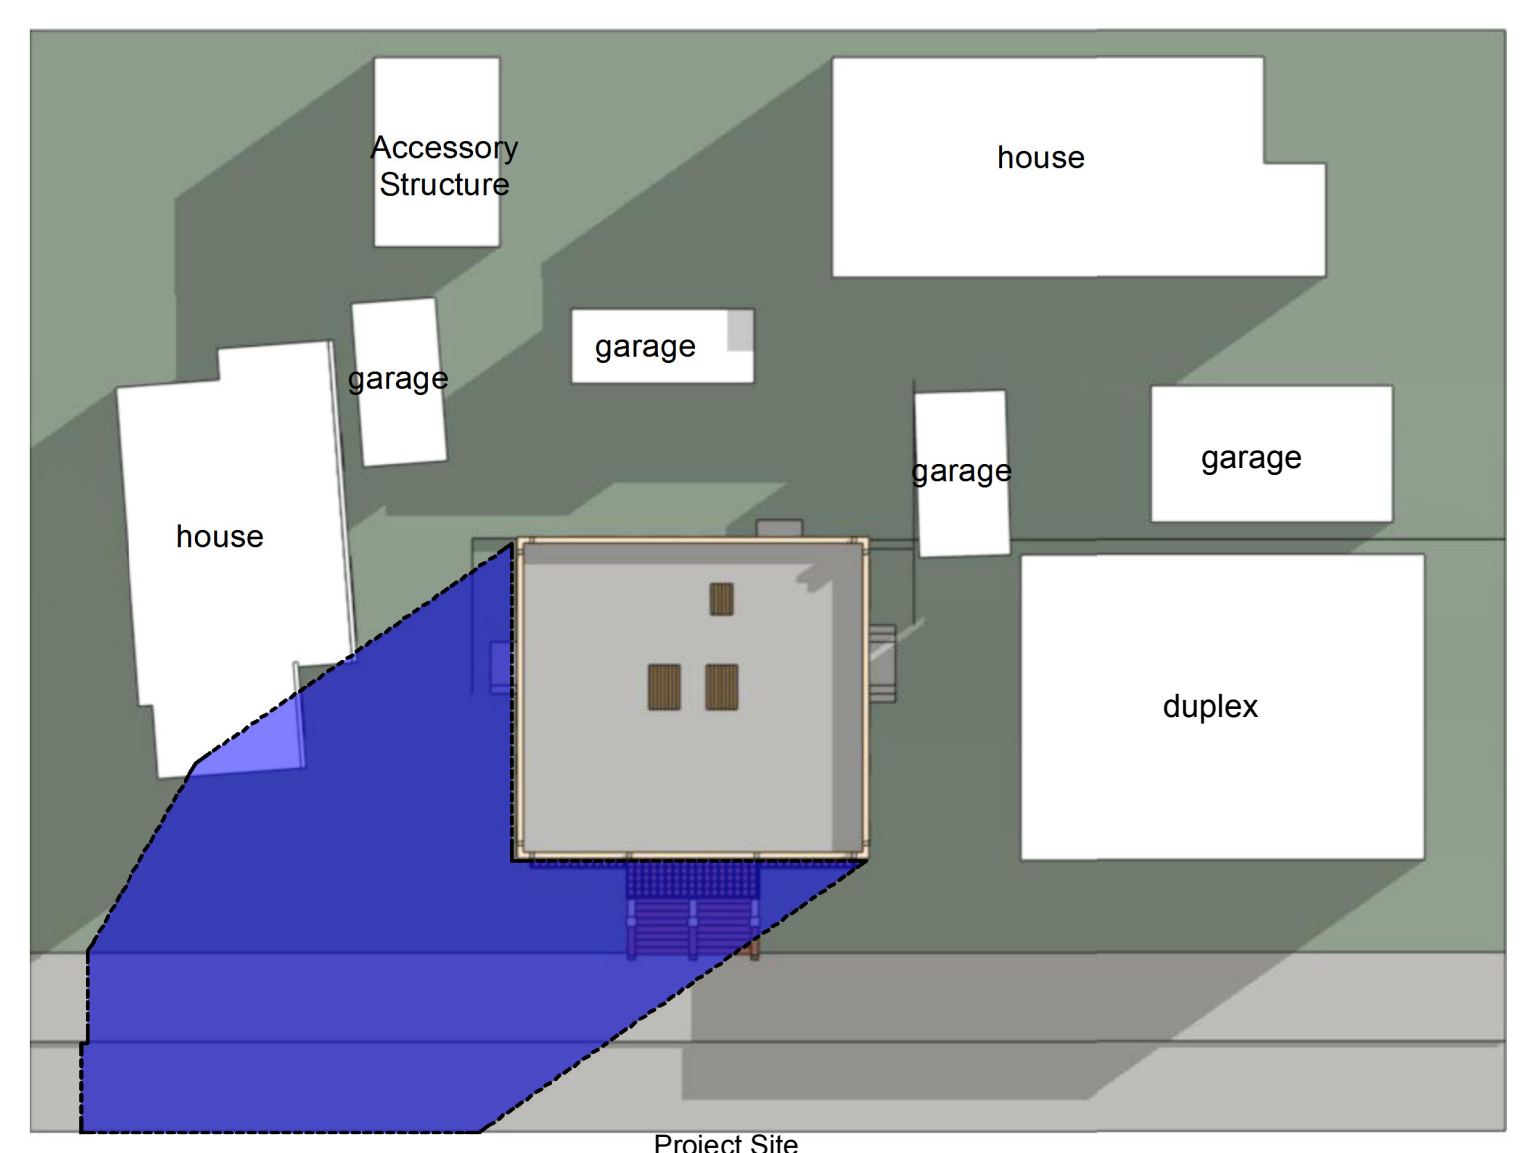 Accessory
Structure
house
garage
garage
garage
garage
house
duplex
Project Site